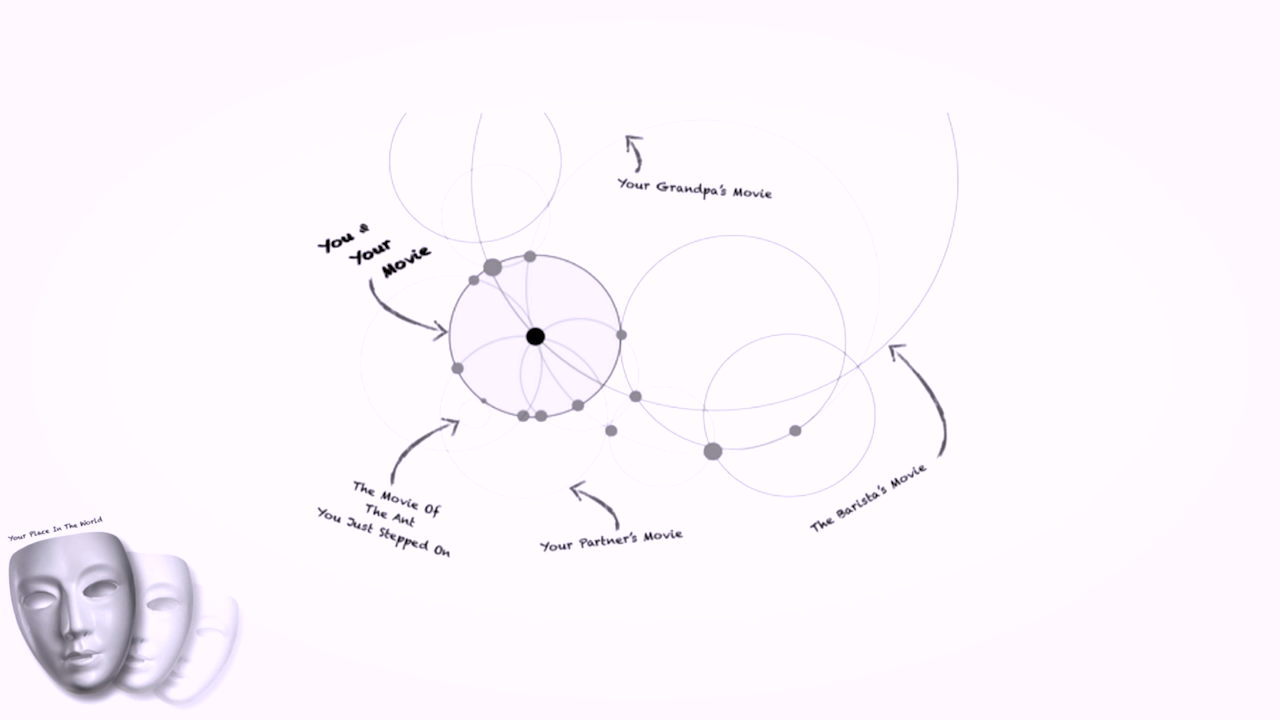 Your Grandpa's Movie
You &
Your
Movie
The Movie Of
The Ant
You Just Stepped On
Your Partner's Movie
The Barista's Movie
Your Place In The World